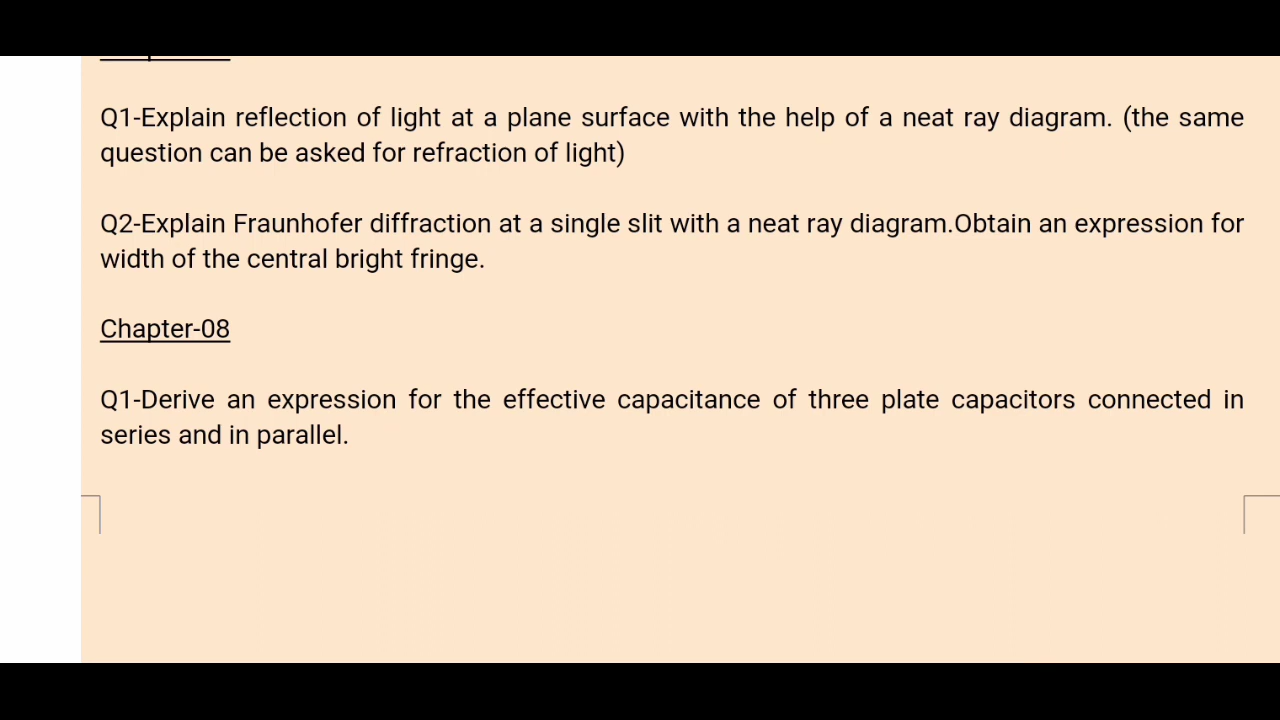 Q1-Explain reflection of light at a plane surface with the help of a neat ray diagram. (the same
question can be asked for refraction of light)
Q2-Explain Fraunhofer diffraction at a single slit with a neat ray diagram.Obtain an expression for
width of the central bright fringe.
Chapter-08
Q1-Derive an expression for the effective capacitance of three plate capacitors connected in
series and in parallel.